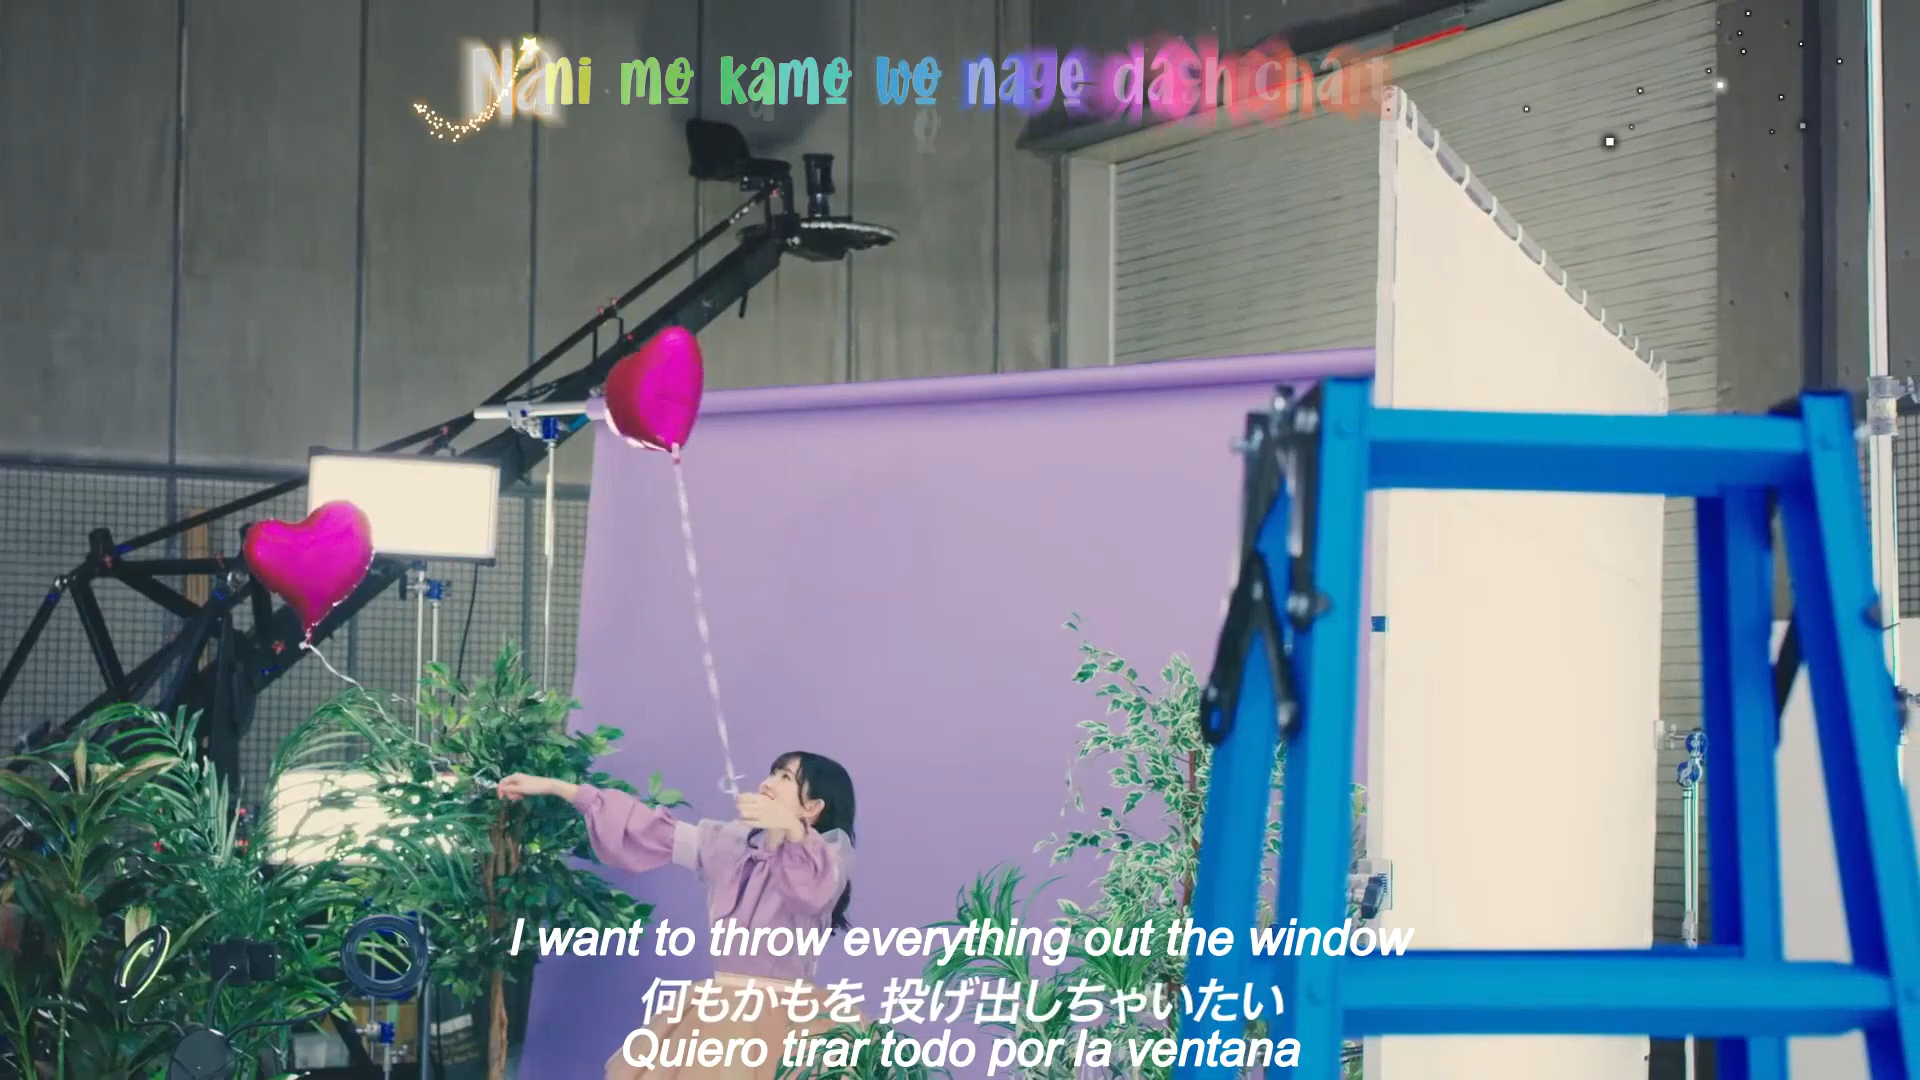 Nani mo kamo wo nage dashichait
I want to throw everything out the window
何もかもを 投げ出しちゃいたい
Quiero tirar todo por la ventana